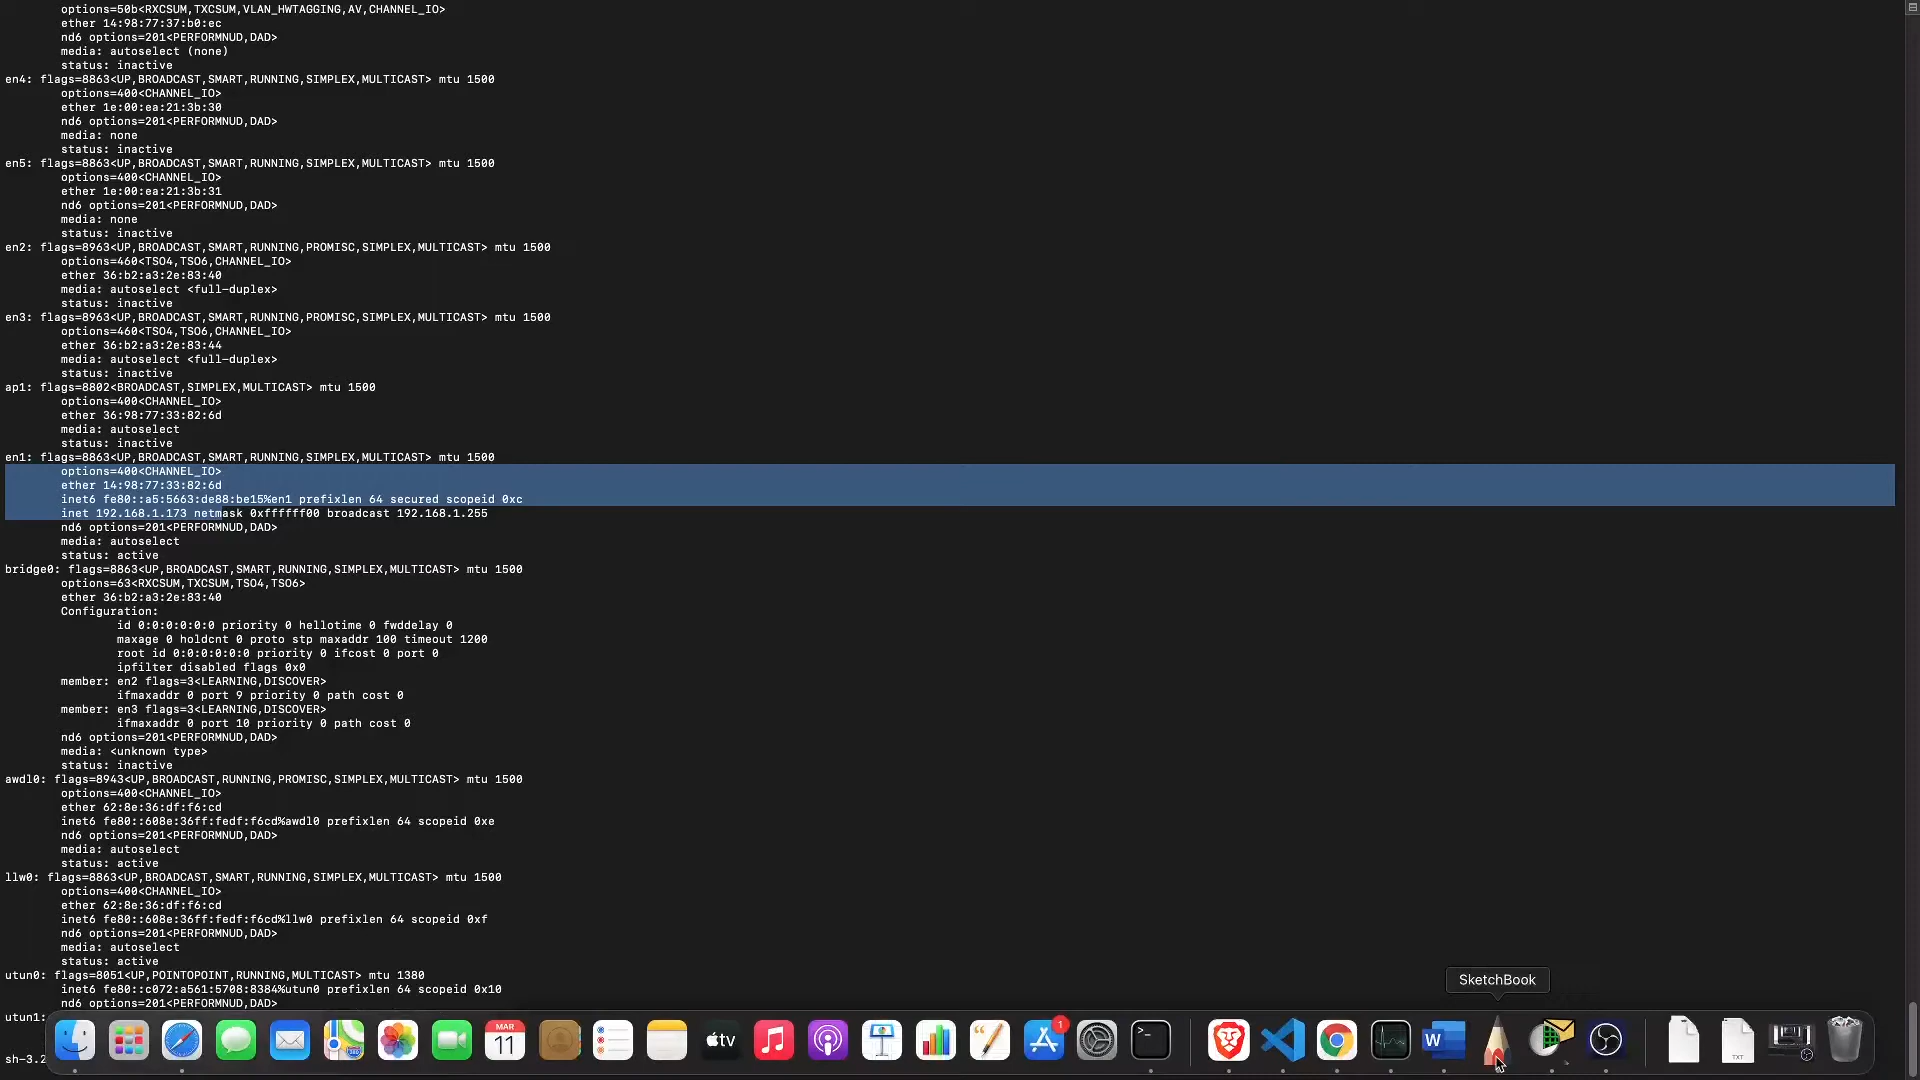 options=50b<RXCSUM,TXCSUM,VLAN_HWTAGGING,AV,CHANNEL_IO>
ether 14:98:77:37:b0:ec
nd6 options=201<PERFORMNUD,DAD>
media: autoselect (none)
status: inactive
en4: flags=8863<UP,BROADCAST,SMART,RUNNING,SIMPLEX,MULTICAST> mtu 1500
options=400<CHANNEL_IO>
ether 1e:00:ea:21:3b:30
nd6 options=201<PERFORMNUD,DAD>
media: none
status: inactive
en5: flags=8863<UP,BROADCAST,SMART,RUNNING,SIMPLEX,MULTICAST> mtu 1500
options=400<CHANNEL_IO>
ether 1e:00:ea:21:3b:31
nd6 options=201<PERFORMNUD,DAD>
media: none
status: inactive
en2: flags=8963<UP,BROADCAST,SMART,RUNNING,PROMISC,SIMPLEX,MULTICAST> mtu 1500
options=460<TSO4,TSO6,CHANNEL_IO>
ether 36:b2:a3:2e:83:40
media: autoselect <full-duplex>
status: inactive
en3: flags=8963<UP,BROADCAST,SMART,RUNNING,PROMISC,SIMPLEX,MULTICAST> mtu 1500
options=460<TSO4,TSO6,CHANNEL_IO>
ether 36:b2:a3:2e:83:44
media: autoselect <full-duplex>
status: inactive
ap1: flags=8802<BROADCAST,SIMPLEX,MULTICAST> mtu 1500
options=400<CHANNEL_IO>
ether 36:98:77:33:82:6d
media: autoselect
status: inactive
en1: flags=8863<UP,BROADCAST,SMART,RUNNING,SIMPLEX,MULTICAST> mtu 1500
options=400<CHANNEL_IO>
ether 14:98:77:33:82:6d
inet6 fe80::a5:5663:de88:be15%en1 prefixlen 64 secured scopeid 0xc
inet 192.168.1.173 netmask 0xffffff00 broadcast 192.168.1.255
nd6 options=201<PERFORMNUD,DAD>
media: autoselect
status: active
bridge0: flags=8863<UP,BROADCAST,SMART,RUNNING,SIMPLEX,MULTICAST> mtu 1500
options=63<RXCSUM,TXCSUM,TSO4,TSO6>
ether 36:b2:a3:2e:83:40
Configuration:
id 0:0:0:0:0:0 priority 0 hellotime 0 fwddelay 0
maxage 0 holdcnt 0 proto stp maxaddr 100 timeout 1200
root id 0:0:0:0:0:0 priority 0 ifcost 0 port 0
ipfilter disabled flags 0x0
member: en2 flags=3<LEARNING,DISCOVER>
ifmaxaddr 0 port 9 priority 0 path cost 0
member: en3 flags=3<LEARNING,DISCOVER>
ifmaxaddr 0 port 10 priority 0 path cost 0
nd6 options=201<PERFORMNUD,DAD>
media: <unknown type>
status: inactive
awdl0: flags=8943<UP,BROADCAST,RUNNING,PROMISC,SIMPLEX,MULTICAST> mtu 1500
options=400<CHANNEL_IO>
ether 62:8e:36:df:f6:cd
inet6 fe80::608e:36ff:fedf:f6cd%awdl0 prefixlen 64 scopeid 0xe
nd6 options=201<PERFORMNUD,DAD>
media: autoselect
status: active
llw0: flags=8863<UP,BROADCAST,SMART,RUNNING,SIMPLEX,MULTICAST> mtu 1500
options=400<CHANNEL_IO>
ether 62:8e:36:df:f6:cd
inet6 fe80::608e:36ff:fedf:f6cd%llw0 prefixlen 64 scopeid 0xf
nd6 options=201<PERFORMNUD,DAD>
media: autoselect
status: active
utun0: flags=8051<UP,POINTOPOINT,RUNNING,MULTICAST> mtu 1380
inet6 fe80::c072:a561:5708:8384%utun0 prefixlen 64 scopeid 0x10
nd6 options=201<PERFORMNUD,DAD>
utun1:
sh-3.2
SketchBook
MAR
11
tv
1
>_
W
TXT